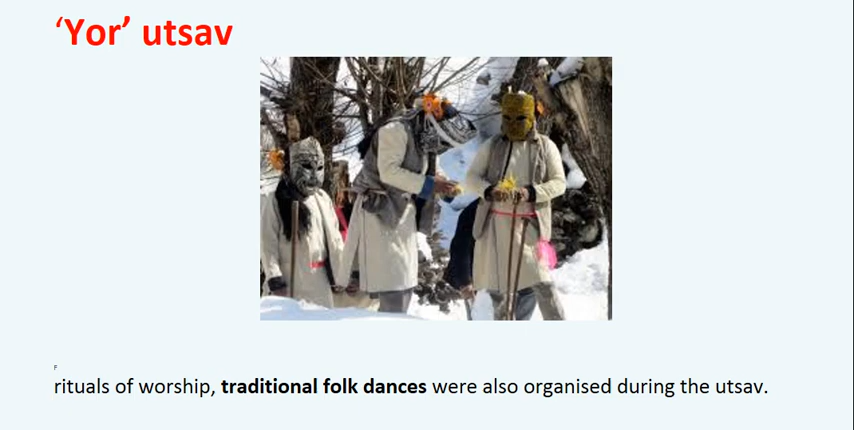 ‘Yor’ utsav
F
rituals of worship, traditional folk dances were also organised during the utsav.